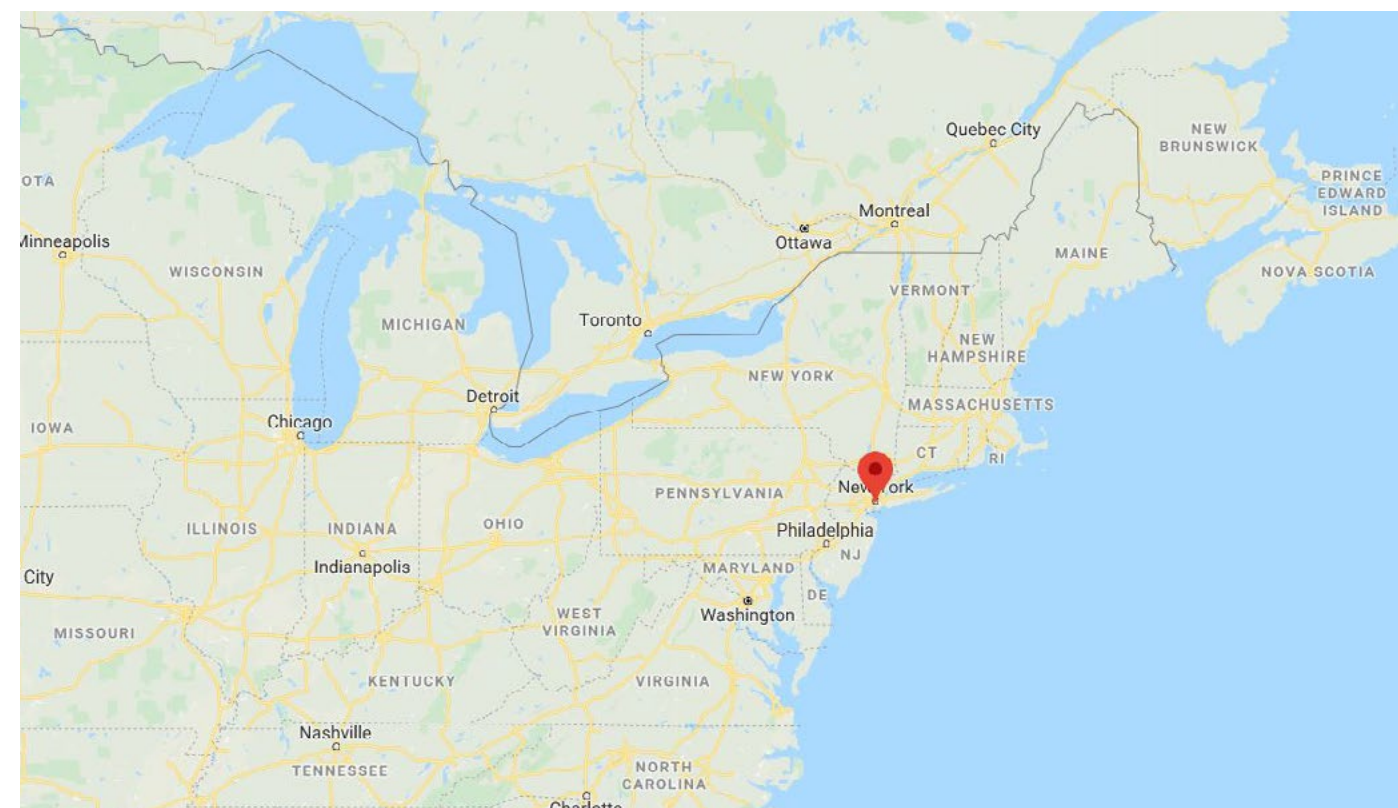 Quebec City
NEW
BRUNSWICK
OTA
PRINCE
EDWARD
ISLAND
Montreal
Minneapolis
Ottawa
MAINE
WISCONSIN
NOVA SCOTIA
VERMONT
Toronto
MICHIGAN
NEW
HAMPSHIRE
NEW YORK
Detroit
MASSACHUSETTS
Chicago
IOWA
CT
RI
New York
PENNSYLVANIA
ILLINOIS
INDIANA
OHIO
Philadelphia
NJ
Indianapolis
MARYLAND
City
DE
WEST
VIRGINIA
Washington
MISSOURI
KENTUCKY
VIRGINIA
Nashville
TENNESSEE
NORTH
CAROLINA
Charlotte